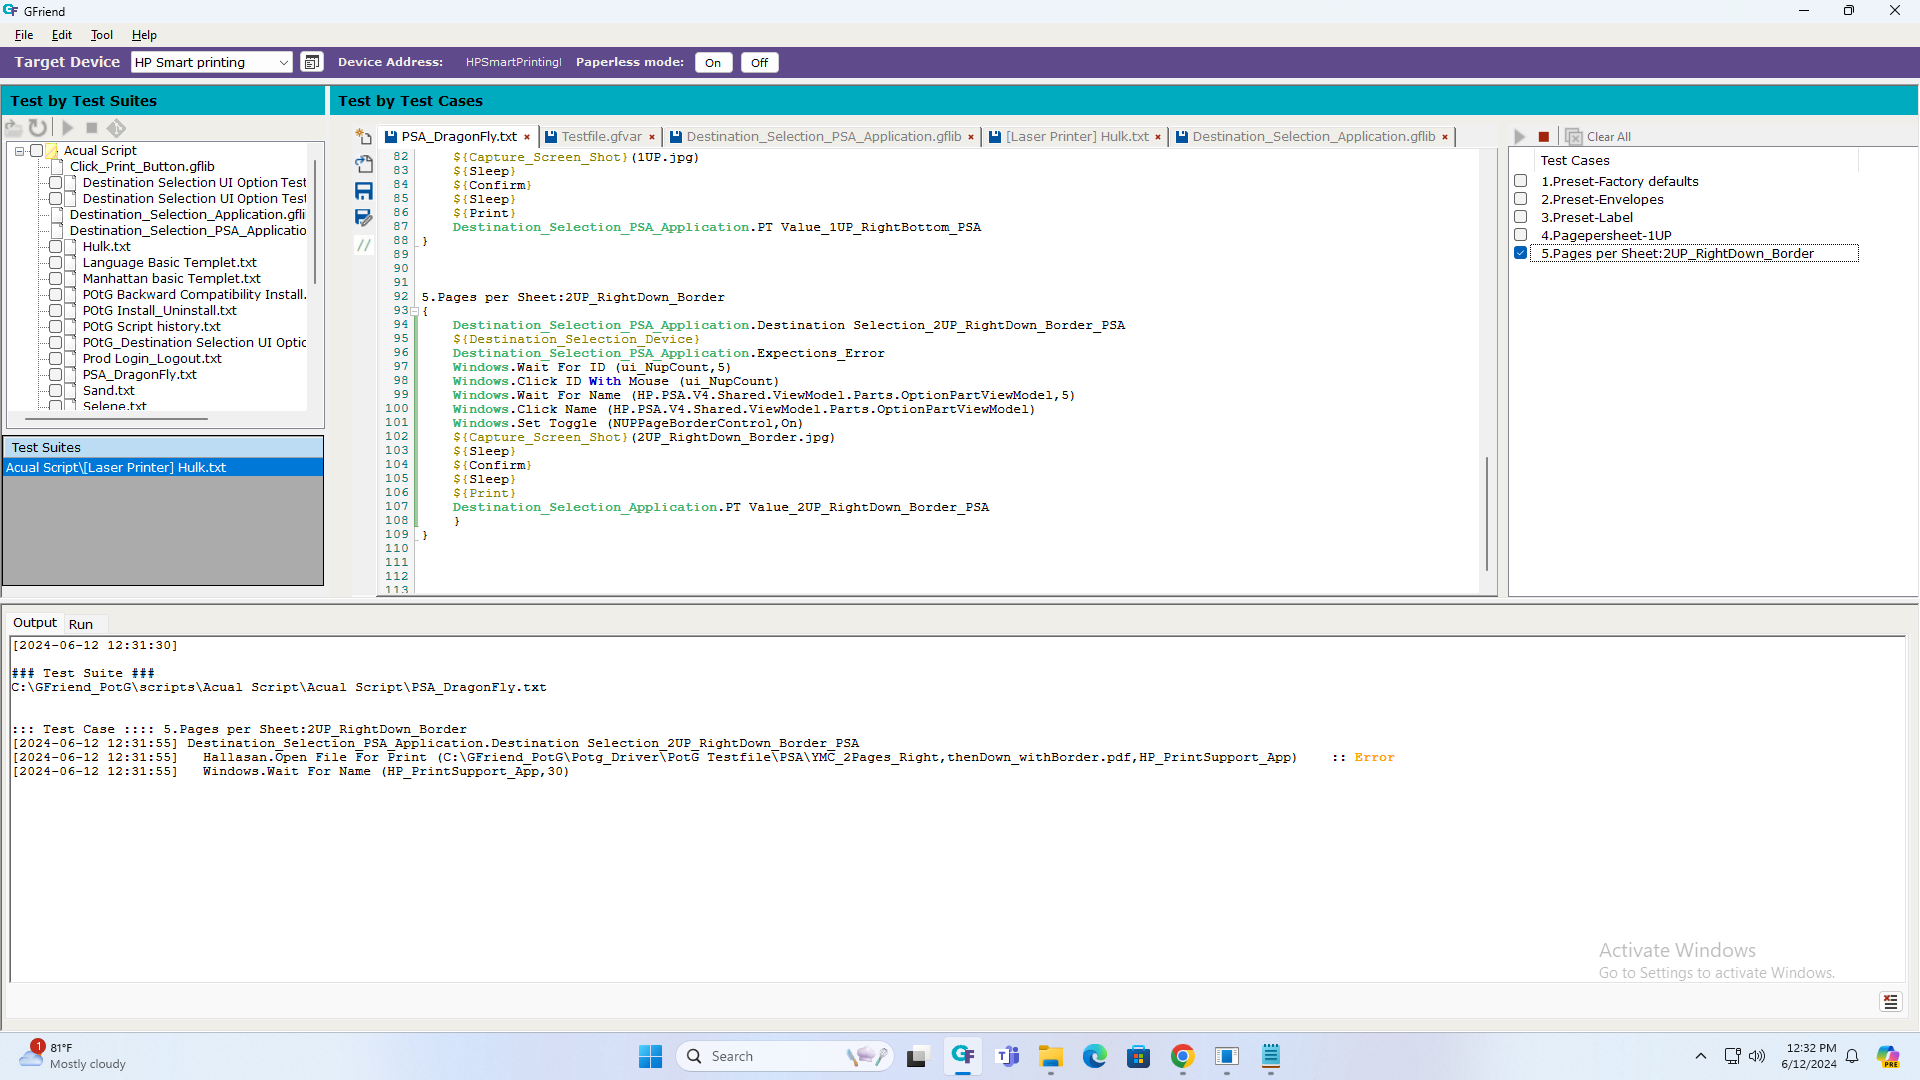 GFriend
File Edit Tool Help
Target Device HP Smart printing Device Address: HPSmartPrintingI Paperless mode: On Off
Test by Test Suites
Acual Script
Click_Print_Button.gflib
Destination Selection UI Option Test
Destination Selection UI Option Test
Destination_Selection_Application.gfli
Destination_Selection_PSA_Applicatio
Hulk.txt
Language Basic Templet.txt
Manhattan basic Templet.txt
POtG Backward Compatibility Install.
POtG Install_Uninstall.txt
POtG Script history.txt
POtG_Destination Selection UI Optic
Prod Login_Logout.txt
PSA_DragonFly.txt
Sand.txt
Selene.txt
Test Suites
Acual Script\[Laser Printer] Hulk.txt
Test by Test Cases
PSA_DragonFly.txt × Testfile.gfvar × Destination_Selection_PSA_Application.gflib × [Laser Printer] Hulk.txt × Destination_Selection_Application.gflib ×
82 ${Capture_Screen_Shot}(1UP.jpg)
83 ${Sleep}
84 ${Confirm}
85 ${Sleep}
86 ${Print}
87 Destination_Selection_PSA_Application.PT Value_1UP_RightBottom_PSA
88 }
89
90
91
92 5.Pages per Sheet:2UP_RightDown_Border
93 {
94 Destination_Selection_PSA_Application.Destination Selection_2UP_RightDown_Border_PSA
95 ${Destination_Selection_Device}
96 Destination_Selection_PSA_Application.Expections_Error
97 Windows.Wait For ID (ui_NupCount,5)
98 Windows.Click ID With Mouse (ui_NupCount)
99 Windows.Wait For Name (HP.PSA.V4.Shared.ViewModel.Parts.OptionPartViewModel,5)
100 Windows.Click Name (HP.PSA.V4.Shared.ViewModel.Parts.OptionPartViewModel)
101 Windows.Set Toggle (NUPPageBorderControl,On)
102 ${Capture_Screen_Shot}(2UP_RightDown_Border.jpg)
103 ${Sleep}
104 ${Confirm}
105 ${Sleep}
106 ${Print}
107 Destination_Selection_Application.PT Value_2UP_RightDown_Border_PSA
108 }
109 }
110
111
112
113
Clear All
Test Cases
1.Preset-Factory defaults
2.Preset-Envelopes
3.Preset-Label
4.Pagepersheet-1UP
5.Pages per Sheet:2UP_RightDown_Border
Output Run
[2024-06-12 12:31:30]
### Test Suite ###
C:\GFriend_PotG\scripts\Acual Script\Acual Script\PSA_DragonFly.txt
::: Test Case :::: 5.Pages per Sheet:2UP_RightDown_Border
[2024-06-12 12:31:55] Destination_Selection_PSA_Application.Destination Selection_2UP_RightDown_Border_PSA
[2024-06-12 12:31:55] Hallasan.Open File For Print (C:\GFriend_PotG\Potg_Driver\PotG Testfile\PSA\YMC_2Pages_Right,thenDown_withBorder.pdf,HP_PrintSupport_App) :: Error
[2024-06-12 12:31:55] Windows.Wait For Name (HP_PrintSupport_App,30)
Activate Windows
Go to Settings to activate Windows.
1
81°F
Mostly cloudy
Search
12:32 PM
6/12/2024
PRE